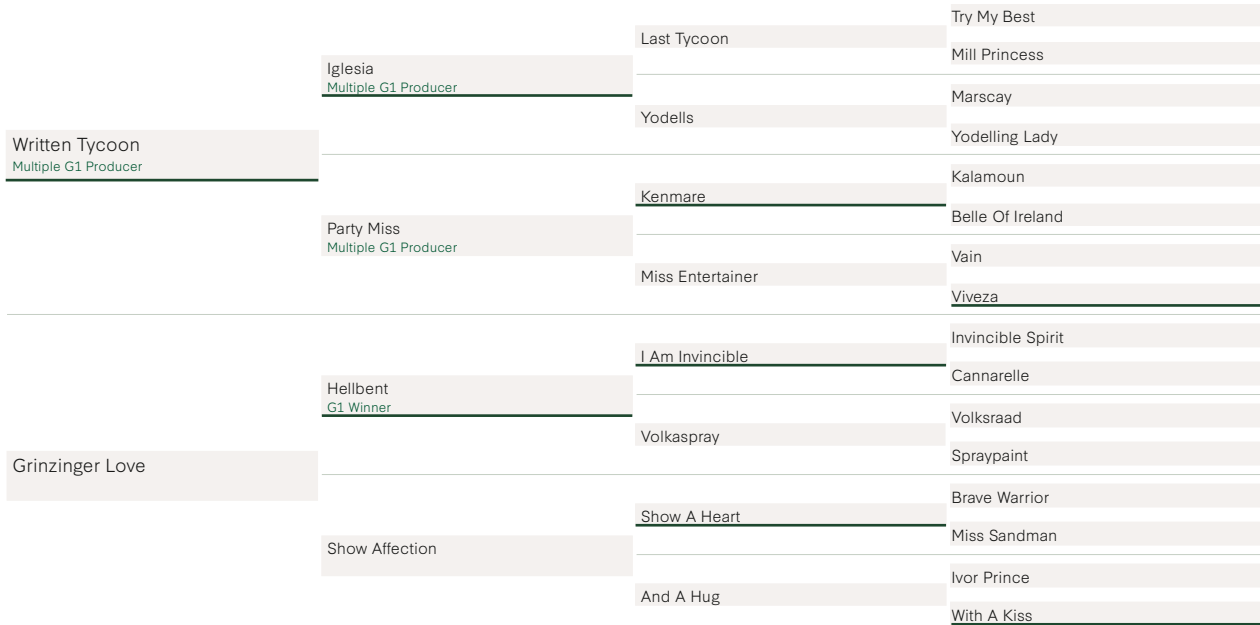 Written Tycoon
Multiple G1 Producer
Grinzinger Love
Iglesia
Multiple G1 Producer
Party Miss
Multiple G1 Producer
Hellbent
G1 Winner
Show Affection
Last Tycoon
Yodells
Kenmare
Miss Entertainer
I Am Invincible
Volkaspray
Show A Heart
And A Hug
Try My Best
Mill Princess
Marscay
Yodelling Lady
Kalamoun
Belle Of Ireland
Vain
Viveza
Invincible Spirit
Cannarelle
Volksraad
Spraypaint
Brave Warrior
Miss Sandman
Ivor Prince
With A Kiss